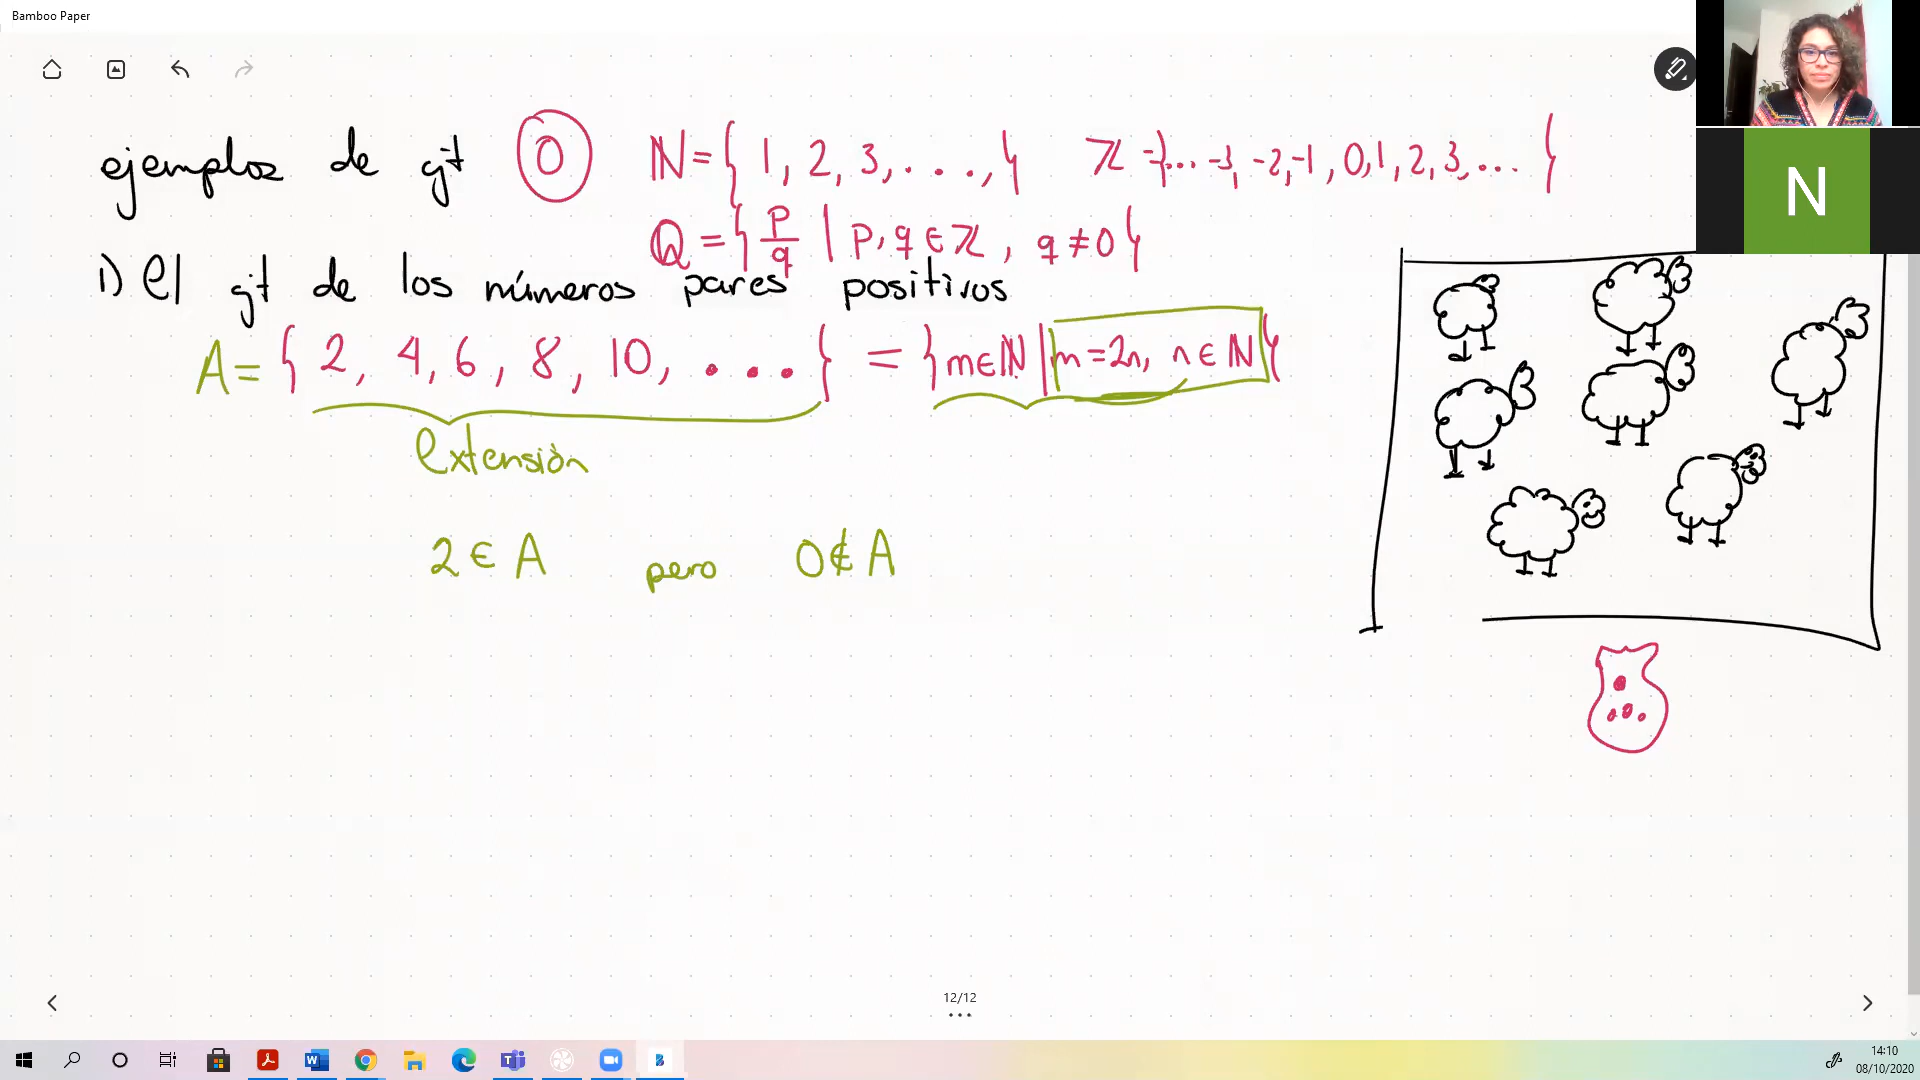 Bamboo Paper
ejemplos de cjt 0 ℕ = { 1, 2, 3, . . ., } ℤ = {... -3, -2, -1, 0, 1, 2, 3, ... }
ℚ = { p/q | p, q ∈ ℤ, q ≠ 0 }
1) El cjt de los números pares positivos
A = { 2, 4, 6, 8, 10, . . . } = { m ∈ ℕ | m = 2n, n ∈ ℕ }
extensión
2 ∈ A pero 0 ∉ A
N
12/12
14:10
08/10/2020